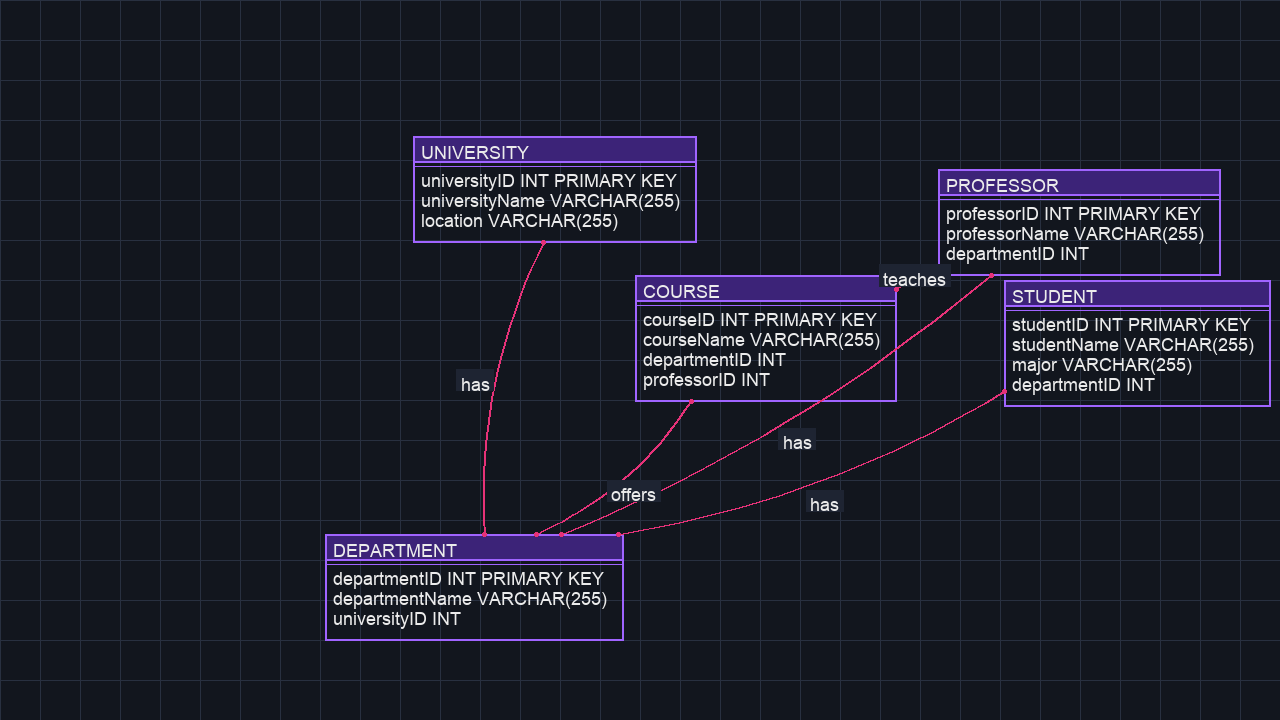 UNIVERSITY
universityID INT PRIMARY KEY
universityName VARCHAR(255)
location VARCHAR(255)
PROFESSOR
professorID INT PRIMARY KEY
professorName VARCHAR(255)
departmentID INT
teaches
COURSE
courseID INT PRIMARY KEY
courseName VARCHAR(255)
departmentID INT
professorID INT
STUDENT
studentID INT PRIMARY KEY
studentName VARCHAR(255)
major VARCHAR(255)
departmentID INT
has
has
offers
has
DEPARTMENT
departmentID INT PRIMARY KEY
departmentName VARCHAR(255)
universityID INT